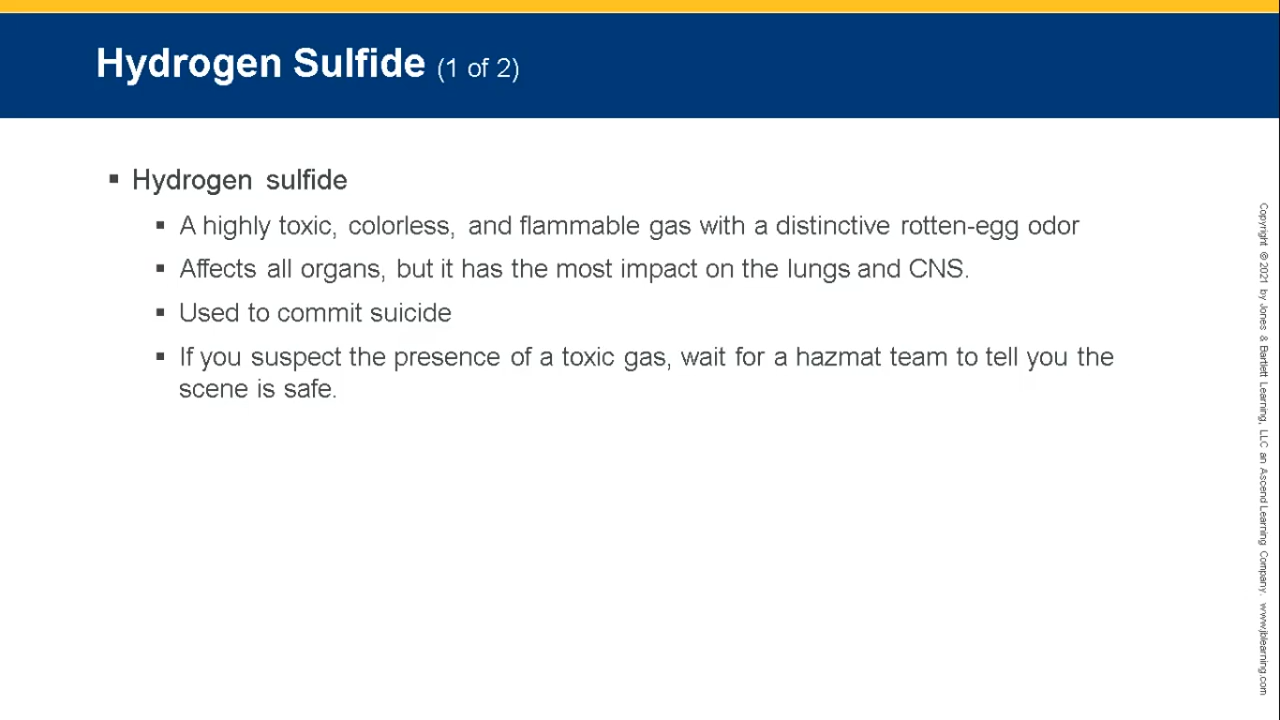 Hydrogen Sulfide (1 of 2)
▪ Hydrogen sulfide
▪ A highly toxic, colorless, and flammable gas with a distinctive rotten-egg odor
▪ Affects all organs, but it has the most impact on the lungs and CNS.
▪ Used to commit suicide
▪ If you suspect the presence of a toxic gas, wait for a hazmat team to tell you the
scene is safe.
Copyright © 2021 by Jones & Bartlett Learning, LLC an Ascend Learning Company. www.jblearning.com